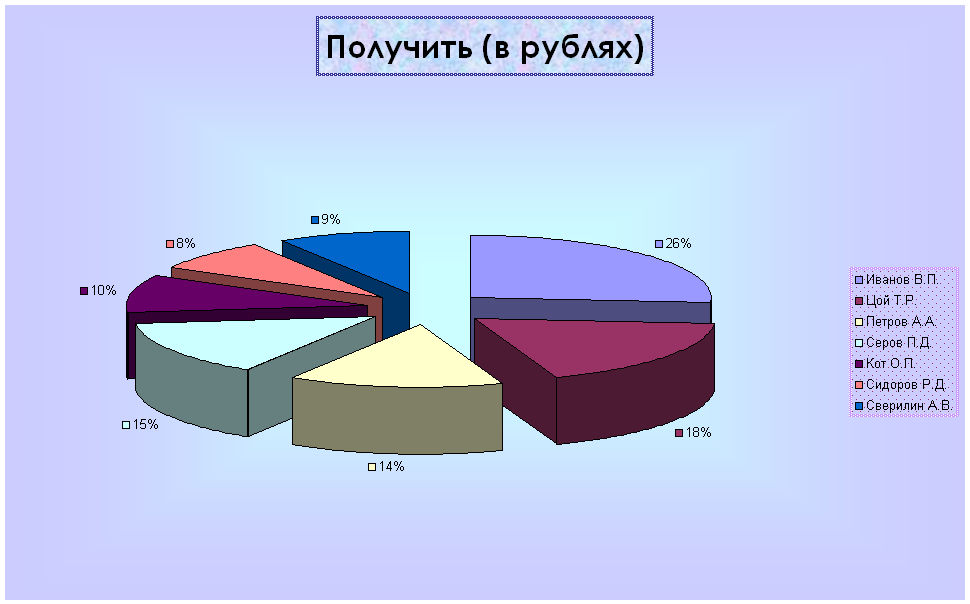 Получить (в рублях)
9%
8%
26%
10%
15%
18%
14%
Иванов В.П.
Цой Т.Р.
Петров А.А.
Серов П.Д.
Кот О.П.
Сидоров Р.Д.
Сверилин А.В.